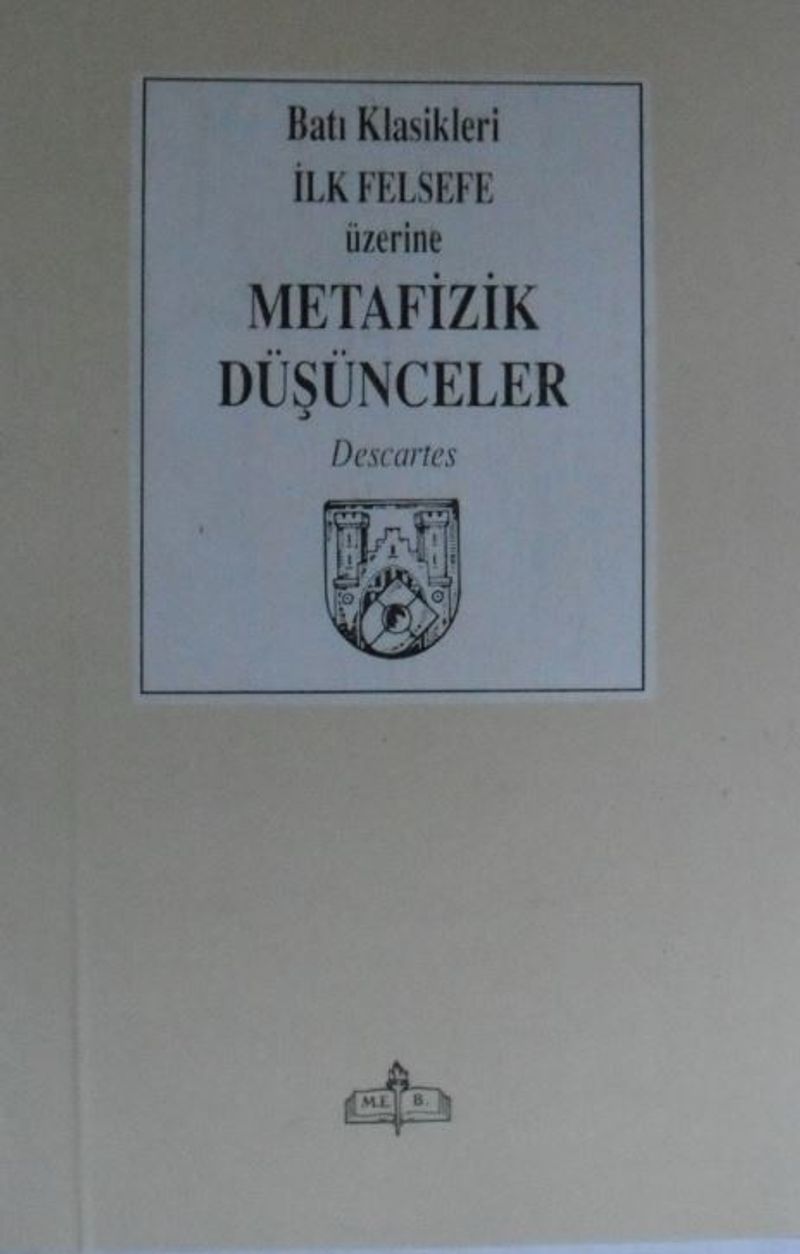 Batı Klasikleri
İLK FELSEFE
üzerine
METAFİZİK
DÜŞÜNCELER
Descartes
M.E. B.